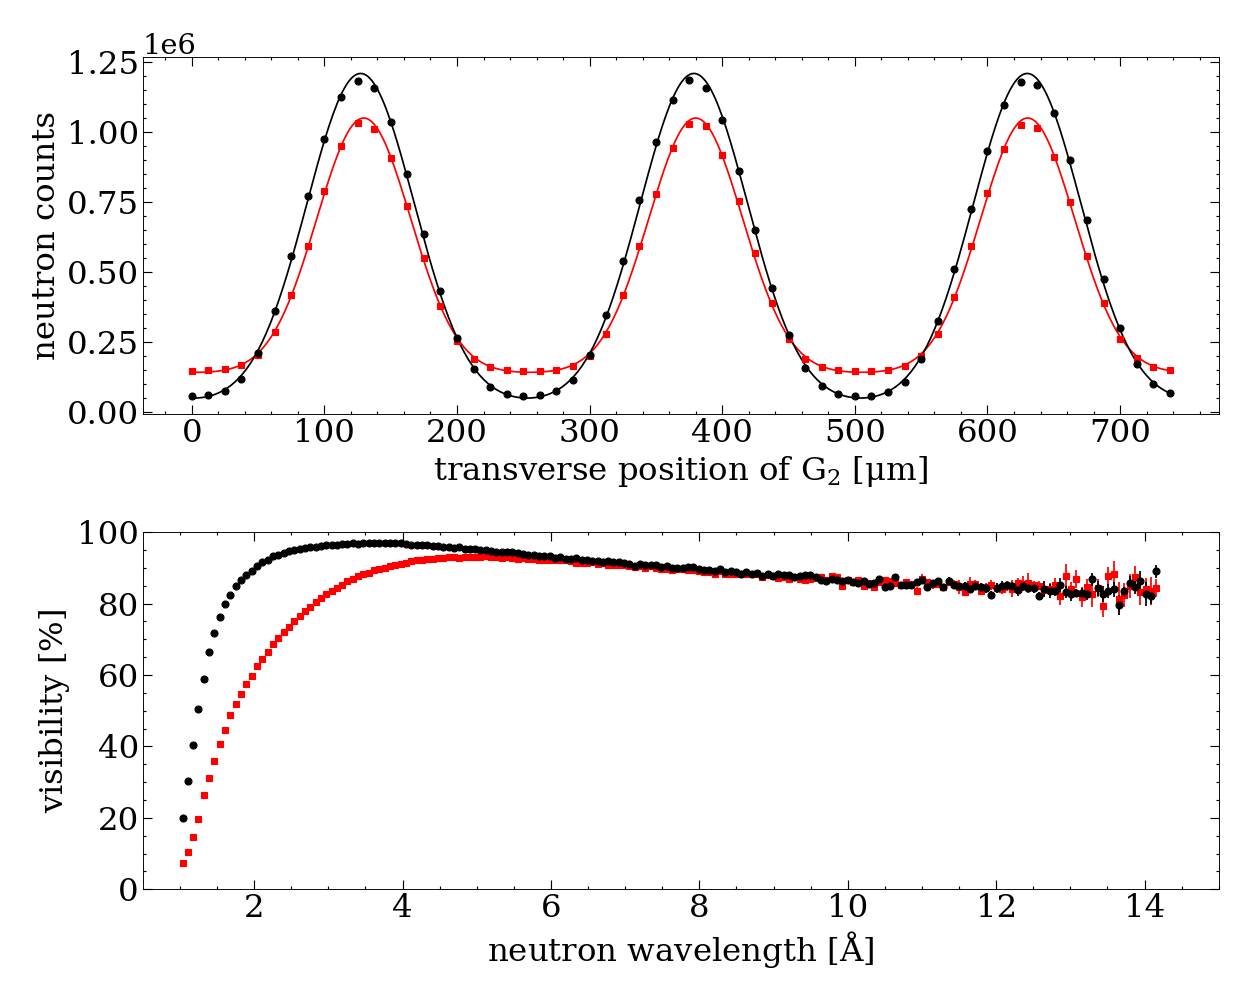 1e6
1.25
1.00
0.75
0.50
0.25
0.00
neutron counts
0 100 200 300 400 500 600 700
transverse position of G₂ [µm]
100
80
60
40
20
0
visibility [%]
2 4 6 8 10 12 14
neutron wavelength [Å]